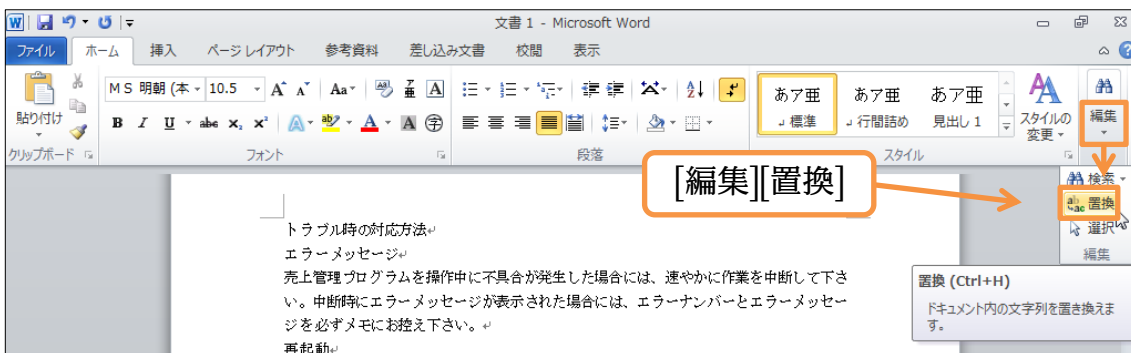 文書 1 - Microsoft Word
ファイル ホーム 挿入 ページ レイアウト 参考資料 差し込み文書 校閲 表示
貼り付け
クリップボード
ＭＳ 明朝 (本 10.5
フォント
段落
あア亜 あア亜 あア亜
標準 行間詰め 見出し 1
スタイルの
変更
スタイル
編集
[編集][置換]
検索
置換
選択
編集
置換 (Ctrl+H)
ドキュメント内の文字列を置き換えま
す。
トラブル時の対応方法
エラーメッセージ
売上管理プログラムを操作中に不具合が発生した場合には、速やかに作業を中断して下さ
い。中断時にエラーメッセージが表示された場合には、エラーナンバーとエラーメッセー
ジを必ずメモにお控え下さい。
再起動